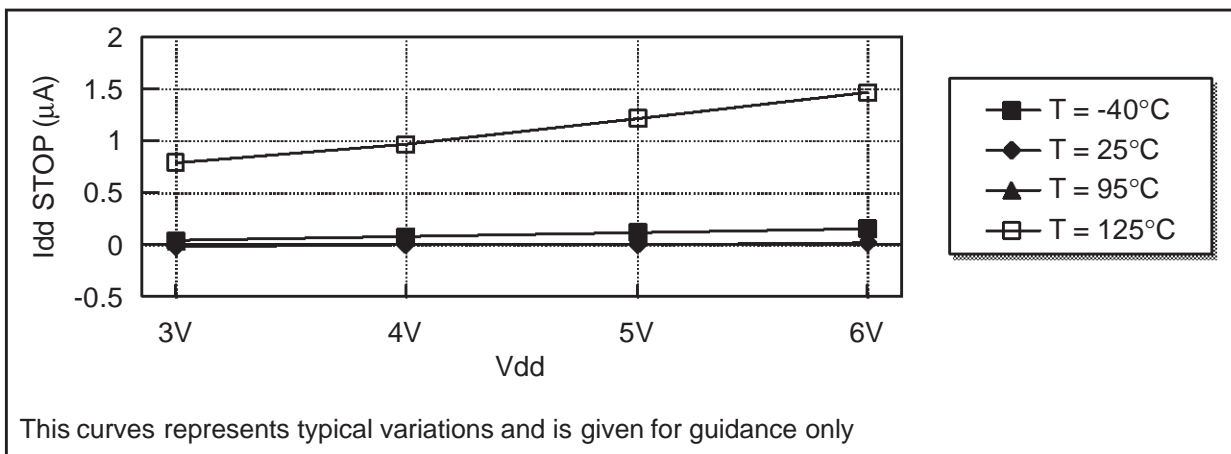 2
1.5
1
0.5
0
-0.5
Idd STOP (μA)
3V
4V
5V
6V
Vdd
T = -40°C
T = 25°C
T = 95°C
T = 125°C
This curves represents typical variations and is given for guidance only